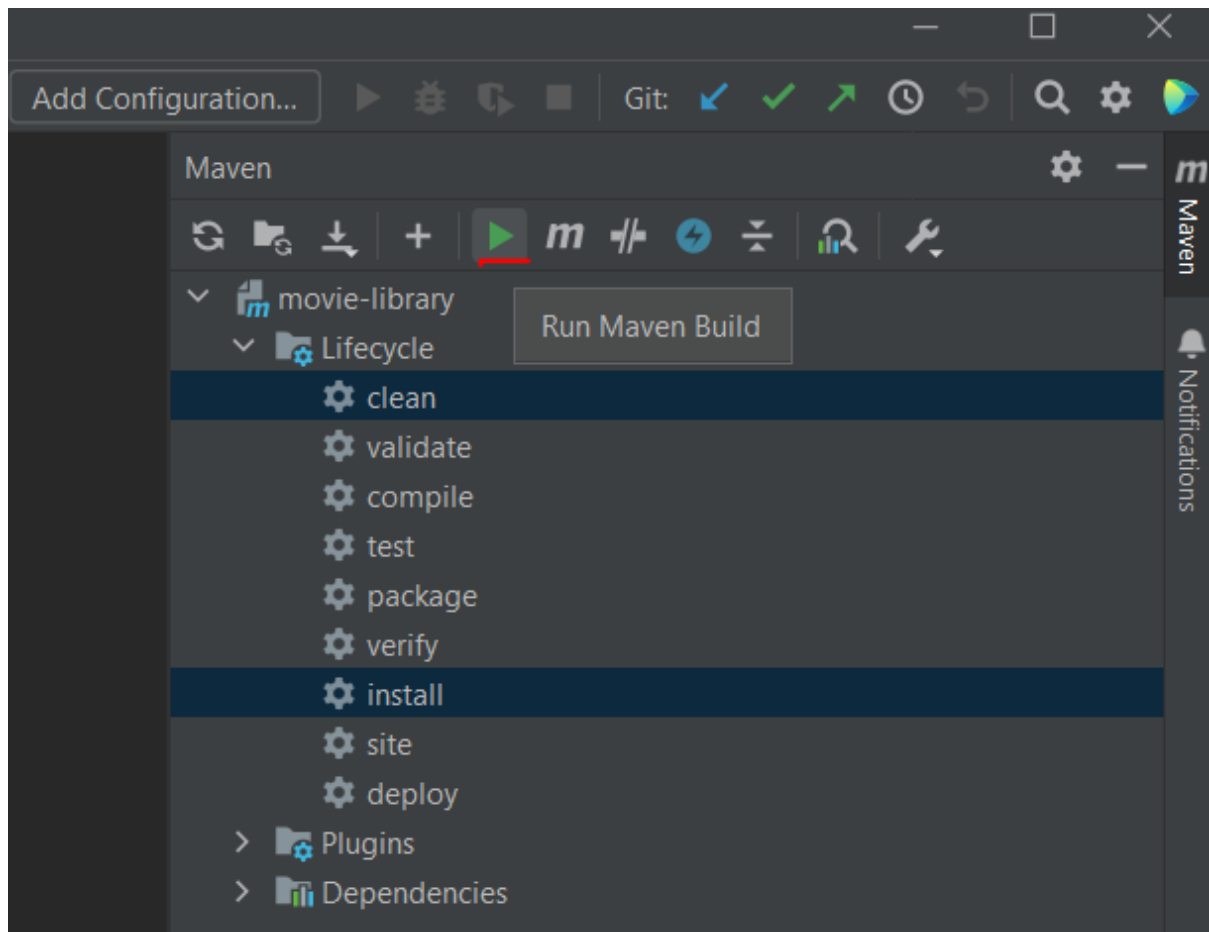 Add Configuration...
Git:
Maven
m
m
Maven
movie-library
Run Maven Build
Lifecycle
clean
validate
compile
test
package
verify
install
site
deploy
Plugins
Dependencies
Notifications